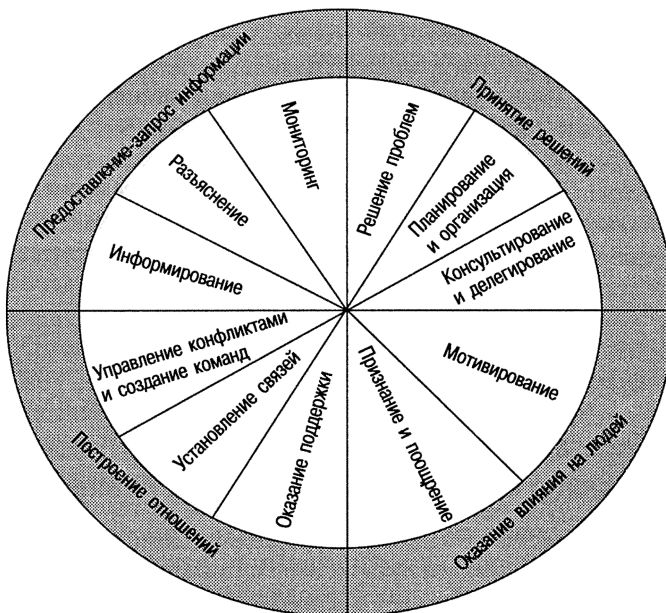 Предоставление-запрос информации
Принятие решений
Мониторинг
Решение проблем
Разъяснение
Планирование
и организация
Информирование
Консультирование
и делегирование
Управление конфликтами
и создание команд
Мотивирование
Установление связей
Оказание поддержки
Признание и поощрение
Построение отношений
Оказание влияния на людей